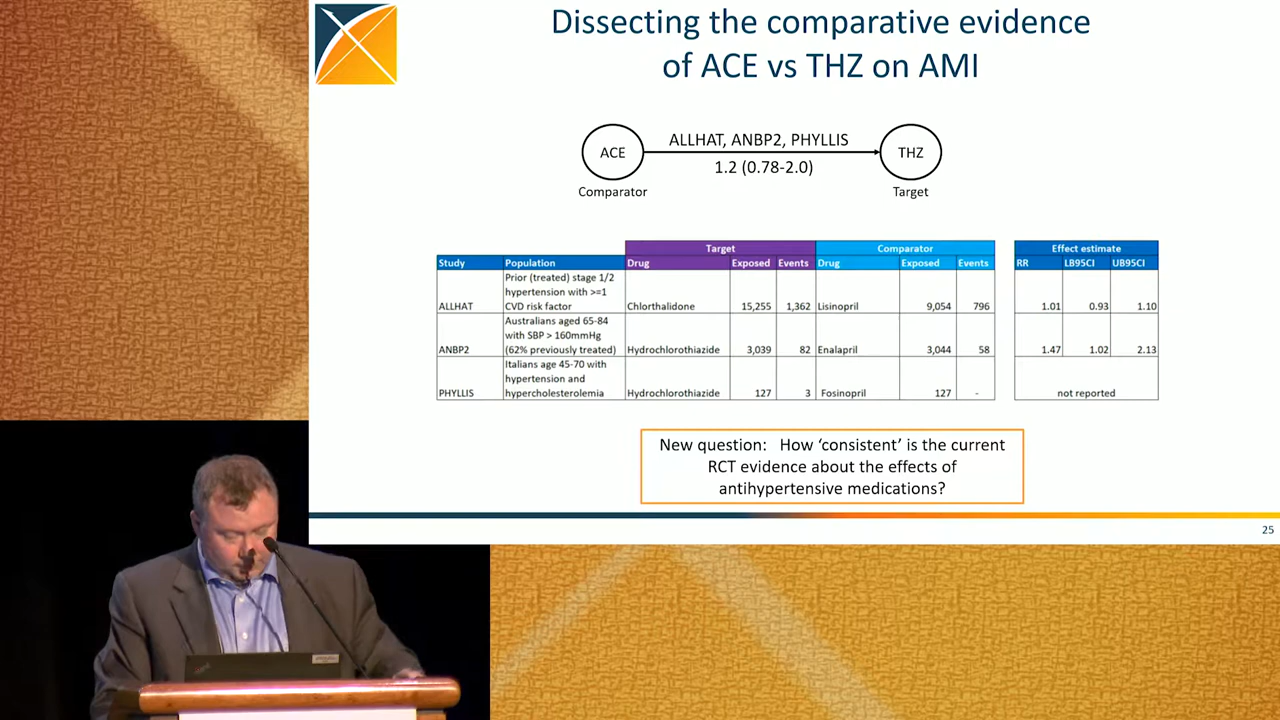 Dissecting the comparative evidence
of ACE vs THZ on AMI
ACE
ALLHAT, ANBP2, PHYLLIS
1.2 (0.78-2.0)
THZ
Comparator
Target
Target Comparator Effect estimate
Study Population Drug Exposed Events Drug Exposed Events RR LB95CI UB95CI
Prior (treated) stage 1/2
hypertension with >=1
ALLHAT CVD risk factor Chlorthalidone 15,255 1,362 Lisinopril 9,054 796 1.01 0.93 1.10
Australians aged 65-84
with SBP > 160mmHg
ANBP2 (62% previously treated) Hydrochlorothiazide 3,039 82 Enalapril 3,044 58 1.47 1.02 2.13
Italians age 45-70 with
hypertension and
PHYLLIS hypercholesterolemia Hydrochlorothiazide 127 3 Fosinopril 127 - not reported
New question: How ‘consistent’ is the current
RCT evidence about the effects of
antihypertensive medications?
25